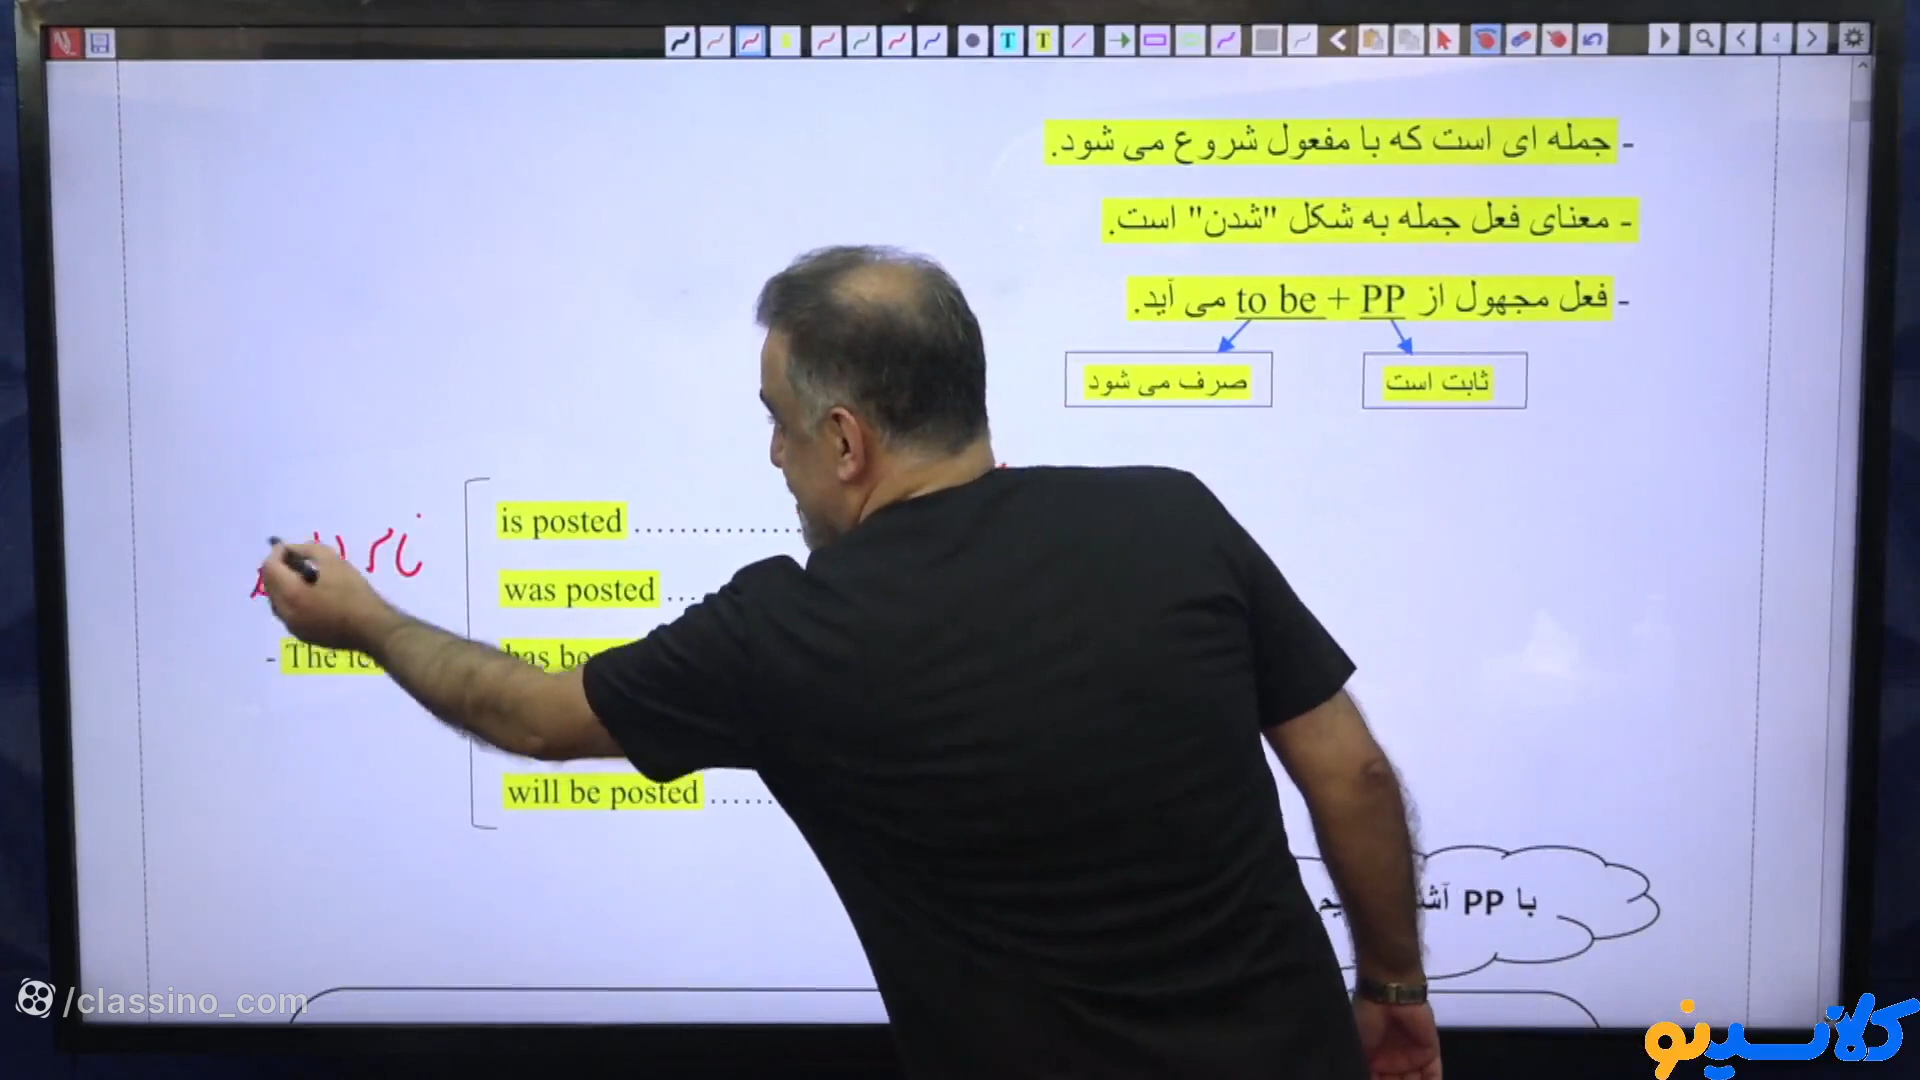 - جمله ای است که با مفعول شروع می شود.
- معنای فعل جمله به شکل "شدن" است.
- فعل مجهول از to be + PP می آید.
صرف می شود
ثابت است
is posted ...............
was posted ....
- The
has
will be posted .......
با PP
/classino_com
کلاسینو
4